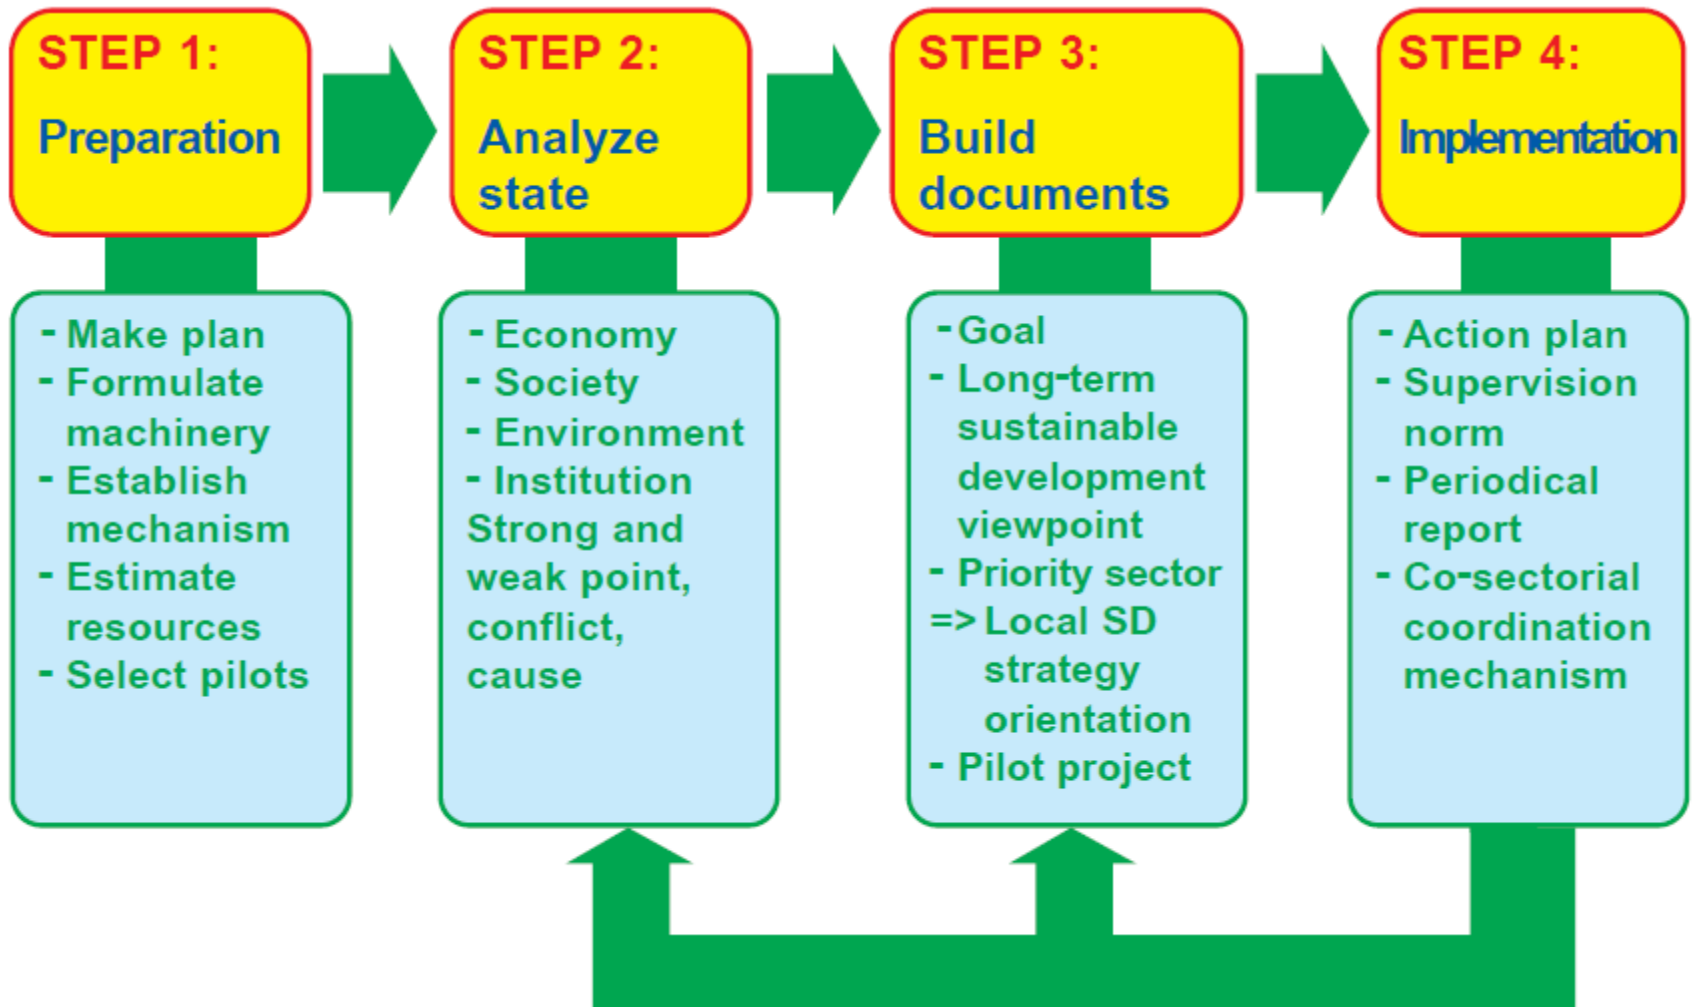 STEP 1:
Preparation
- Make plan
- Formulate
machinery
- Establish
mechanism
- Estimate
resources
- Select pilots
STEP 2:
Analyze
state
- Economy
- Society
- Environment
- Institution
Strong and
weak point,
conflict,
cause
STEP 3:
Build
documents
- Goal
- Long-term
sustainable
development
viewpoint
- Priority sector
=> Local SD
strategy
orientation
- Pilot project
STEP 4:
Implementation
- Action plan
- Supervision
norm
- Periodical
report
- Co-sectorial
coordination
mechanism